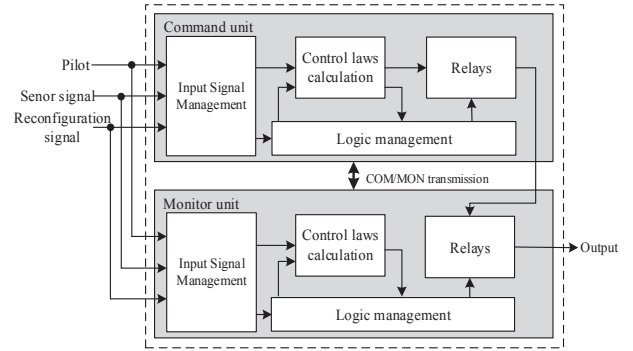 Command unit
Pilot
Senor signal
Reconfiguration
signal
Input Signal
Management
Control laws
calculation
Relays
Logic management
COM/MON transmission
Monitor unit
Input Signal
Management
Control laws
calculation
Relays
Logic management
Output